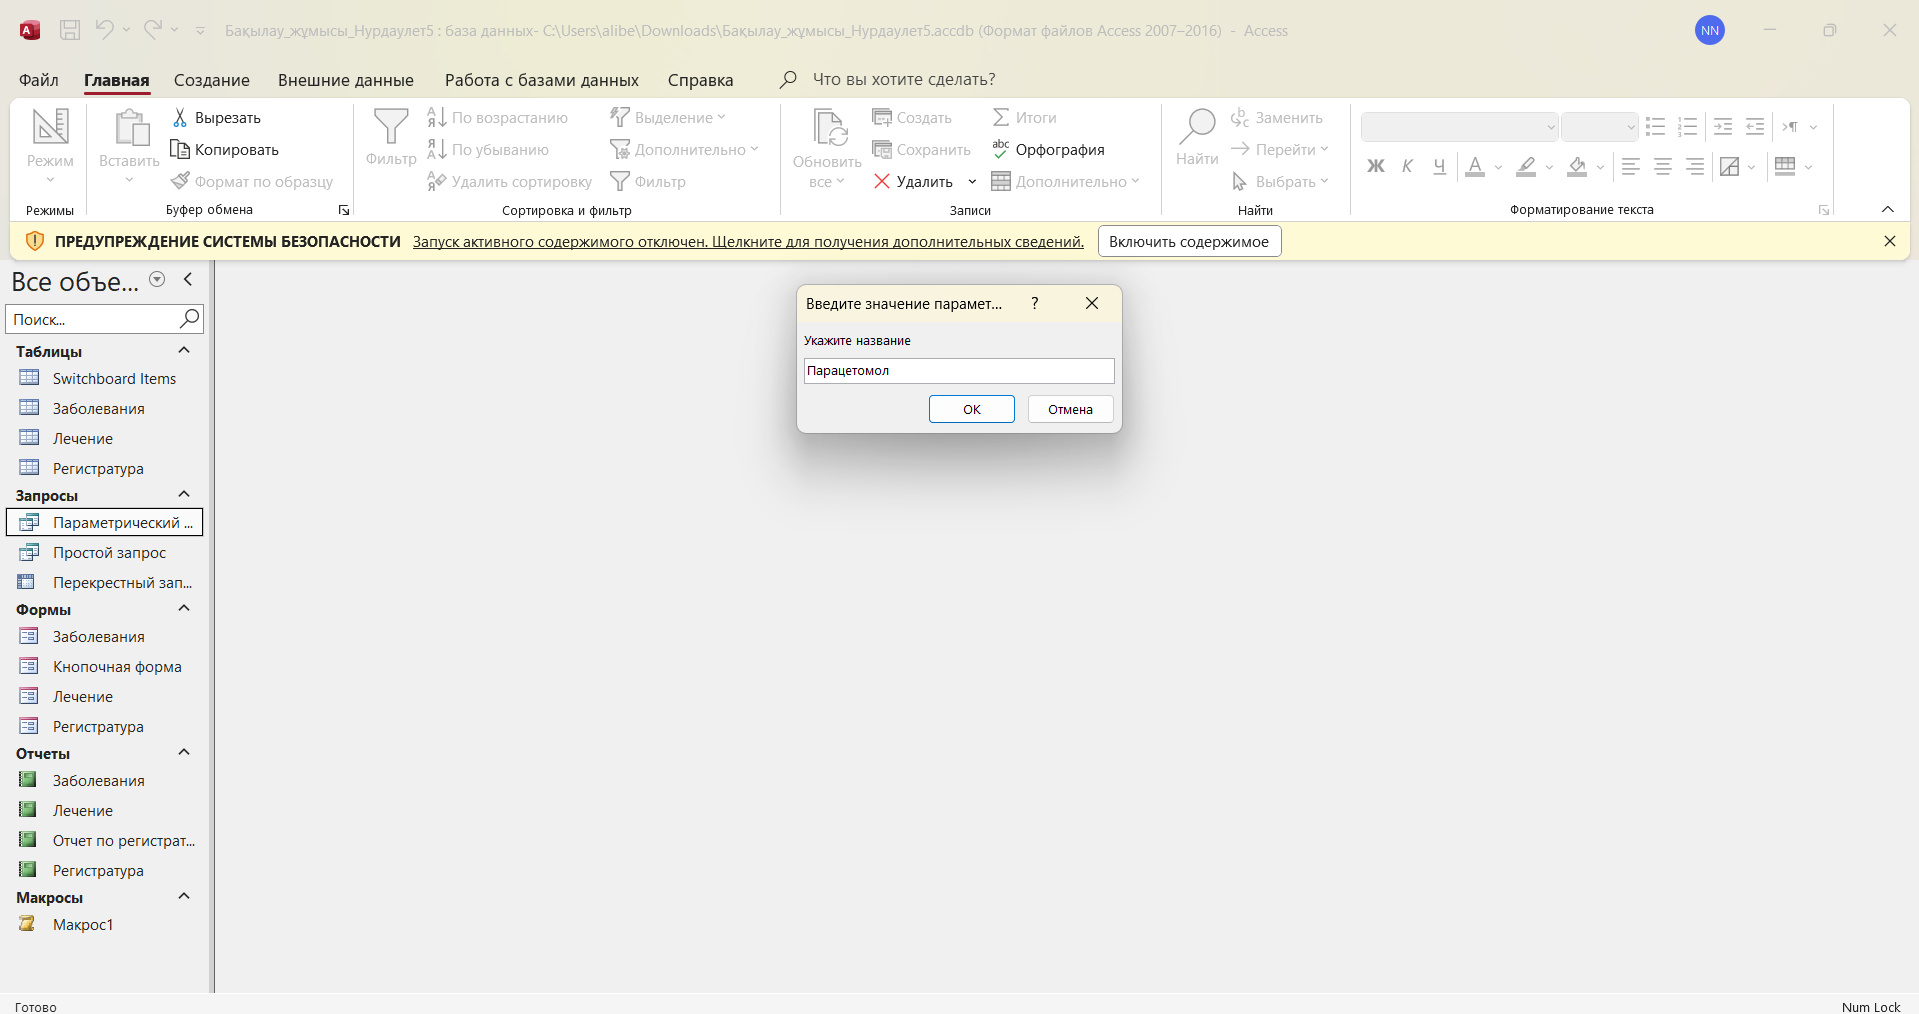 Бақылау_жұмысы_Нурдаулет5 : база данных- C:\Users\alibe\Downloads\Бақылау_жұмысы_Нурдаулет5.accdb (Формат файлов Access 2007–2016) - Access
NN
Файл Главная Создание Внешние данные Работа с базами данных Справка Что вы хотите сделать?
Режим
Режимы
Вставить
Вырезать
Копировать
Формат по образцу
Буфер обмена
Фильтр
По возрастанию
По убыванию
Удалить сортировку
Выделение
Дополнительно
Фильтр
Сортировка и фильтр
Обновить
все
Создать
Сохранить
Удалить
Итоги
Орфография
Дополнительно
Записи
Найти
Заменить
Перейти
Выбрать
Найти
Ж К Ч А
Форматирование текста
ПРЕДУПРЕЖДЕНИЕ СИСТЕМЫ БЕЗОПАСНОСТИ Запуск активного содержимого отключен. Щелкните для получения дополнительных сведений. Включить содержимое
Все объе...
Поиск...
Таблицы
Switchboard Items
Заболевания
Лечение
Регистратура
Запросы
Параметрический ...
Простой запрос
Перекрестный зап...
Формы
Заболевания
Кнопочная форма
Лечение
Регистратура
Отчеты
Заболевания
Лечение
Отчет по регистрат...
Регистратура
Макросы
Макрос1
Введите значение парамет... ?
Укажите название
Парацетомол
ОК Отмена
Готово
Num Lock